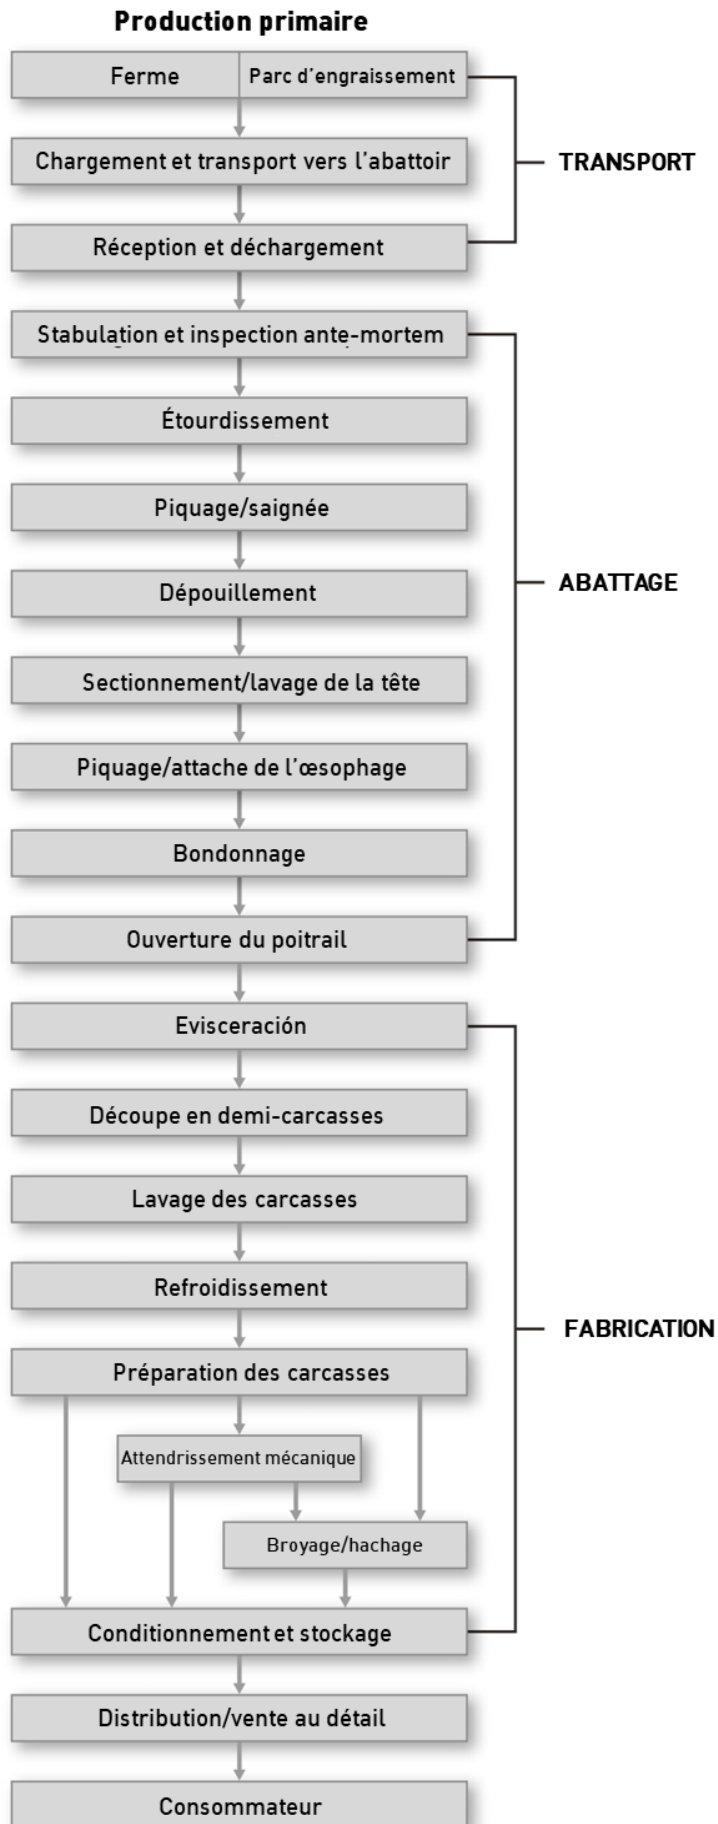 Production primaire
Ferme
Parc d'engraissement
Chargement et transport vers l'abattoir
TRANSPORT
Réception et déchargement
Stabulation et inspection ante-mortem
Étourdissement
Piquage/saignée
Dépouillement
ABATTAGE
Sectionnement/lavage de la tête
Piquage/attache de l'œsophage
Bondonnage
Ouverture du poitrail
Evisceración
Découpe en demi-carcasses
Lavage des carcasses
Refroidissement
FABRICATION
Préparation des carcasses
Attendrissement mécanique
Broyage/hachage
Conditionnement et stockage
Distribution/vente au détail
Consommateur